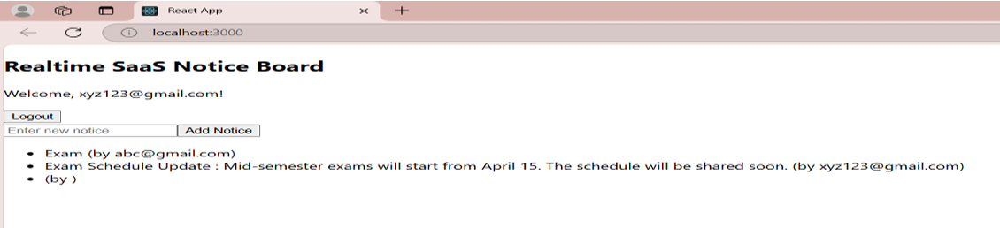 React App
localhost:3000
Realtime SaaS Notice Board
Welcome, xyz123@gmail.com!
Logout
Enter new notice Add Notice
Exam (by abc@gmail.com)
Exam Schedule Update : Mid-semester exams will start from April 15. The schedule will be shared soon. (by xyz123@gmail.com)
(by )